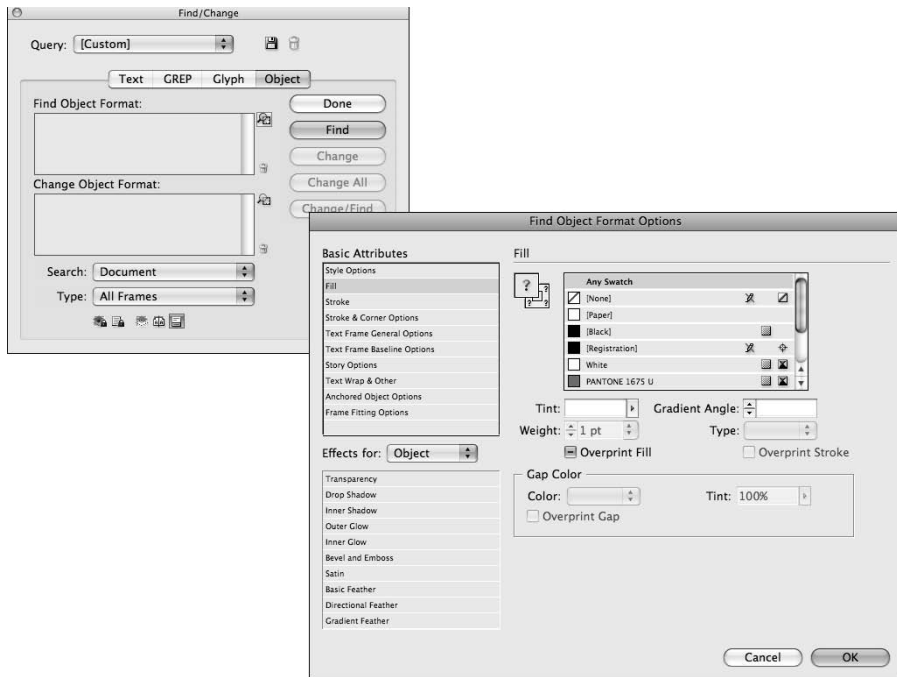 Find/Change
Query: [Custom]
Text GREP Glyph Object
Find Object Format:
Done
Find
Change
Change All
Change/Find
Change Object Format:
Search: Document
Type: All Frames
Find Object Format Options
Basic Attributes
Style Options
Fill
Stroke
Stroke & Corner Options
Text Frame General Options
Text Frame Baseline Options
Story Options
Text Wrap & Other
Anchored Object Options
Frame Fitting Options
Effects for: Object
Transparency
Drop Shadow
Inner Shadow
Outer Glow
Inner Glow
Bevel and Emboss
Satin
Basic Feather
Directional Feather
Gradient Feather
Fill
? ? ?
Any Swatch
[None]
[Paper]
[Black]
[Registration]
White
PANTONE 1675 U
Tint: Gradient Angle:
Weight: 1 pt Type:
Overprint Fill Overprint Stroke
Gap Color
Color: Tint: 100%
Overprint Gap
Cancel OK